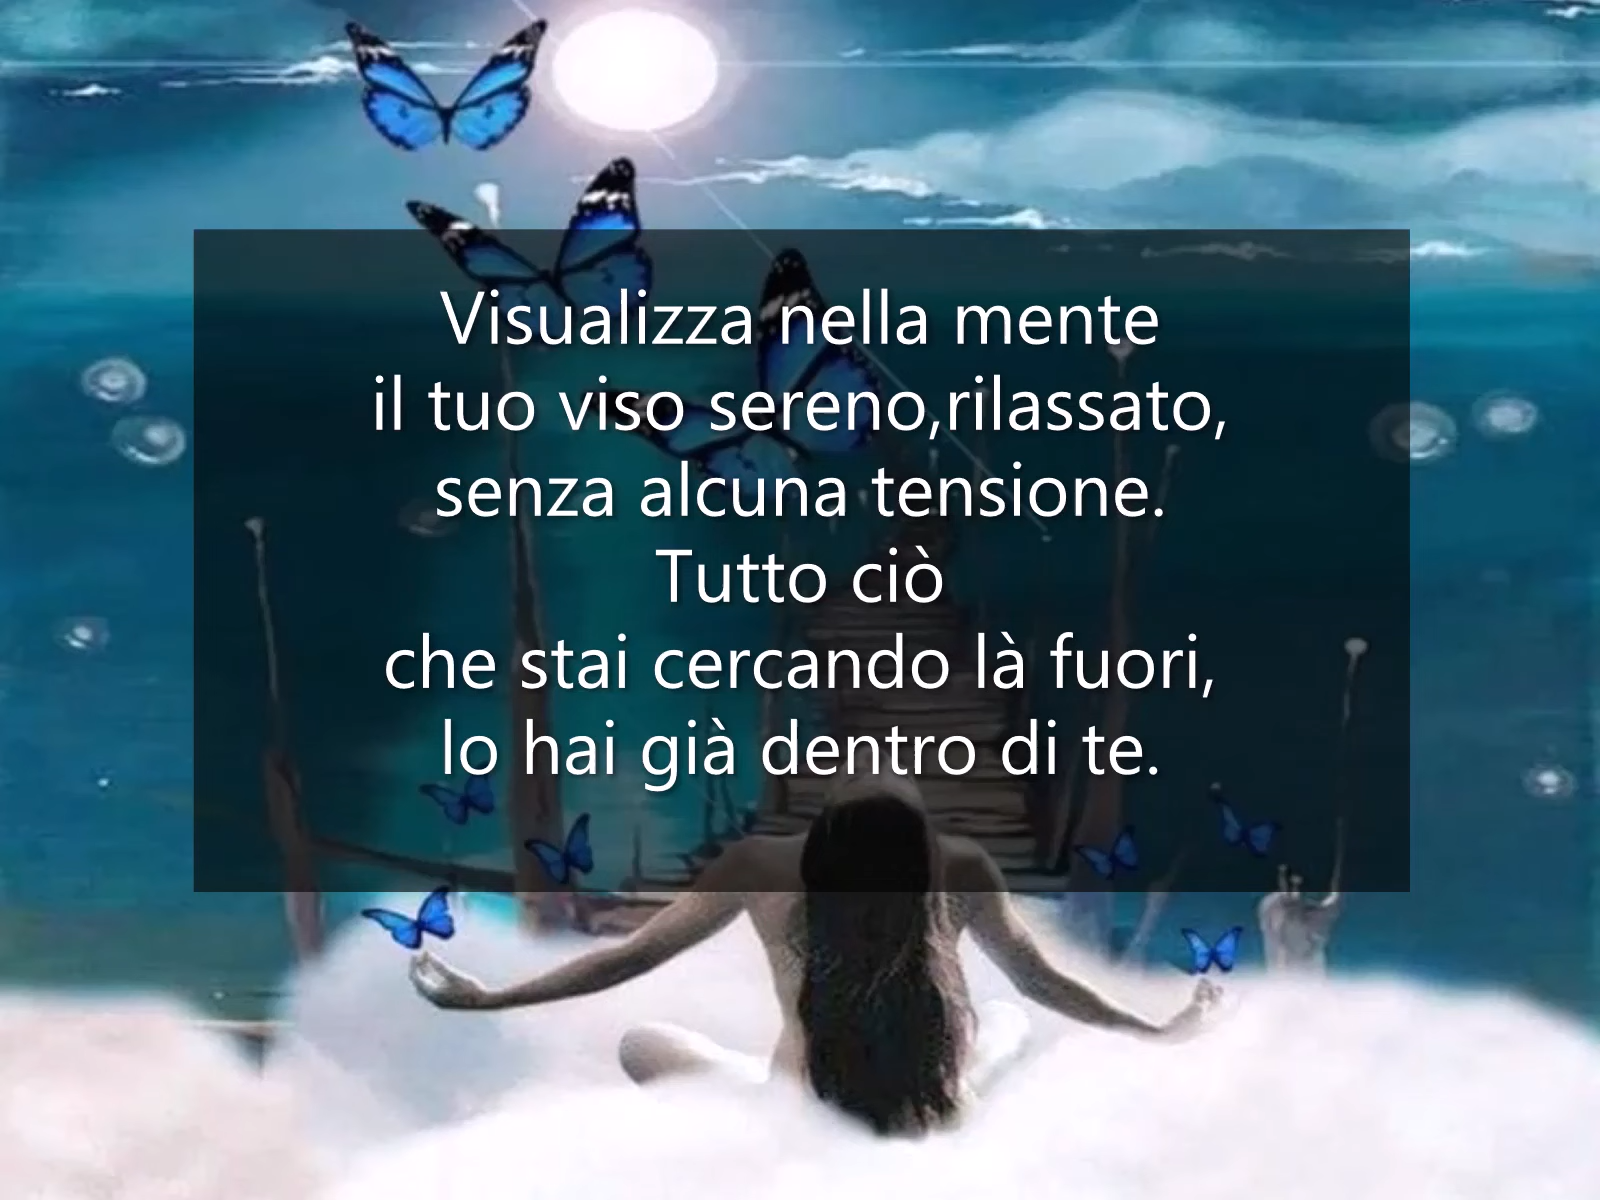 Visualizza nella mente
il tuo viso sereno,rilassato,
senza alcuna tensione.
Tutto ciò
che stai cercando là fuori,
lo hai già dentro di te.